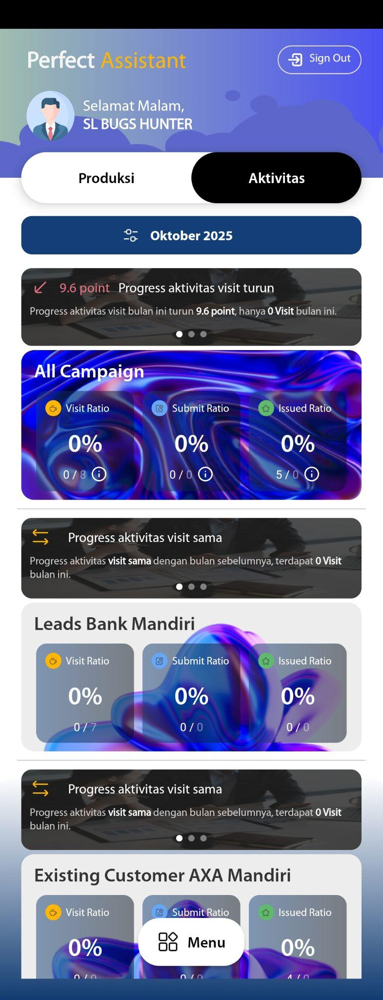 Perfect Assistant
Sign Out
Selamat Malam,
SL BUGS HUNTER
Produksi
Aktivitas
Oktober 2025
9.6 point Progress aktivitas visit turun
Progress aktivitas visit bulan ini turun 9.6 point, hanya 0 Visit bulan ini.
All Campaign
Visit Ratio
0%
0 / 8
Submit Ratio
0%
0 / 0
Issued Ratio
0%
5 / 0
Progress aktivitas visit sama
Progress aktivitas visit sama dengan bulan sebelumnya, terdapat 0 Visit
bulan ini.
Leads Bank Mandiri
Visit Ratio
0%
0 / 7
Submit Ratio
0%
0 / 0
Issued Ratio
0%
0 / 0
Progress aktivitas visit sama
Progress aktivitas visit sama dengan bulan sebelumnya, terdapat 0 Visit
bulan ini.
Existing Customer AXA Mandiri
Visit Ratio
0%
Submit Ratio
Issued Ratio
0%
Menu